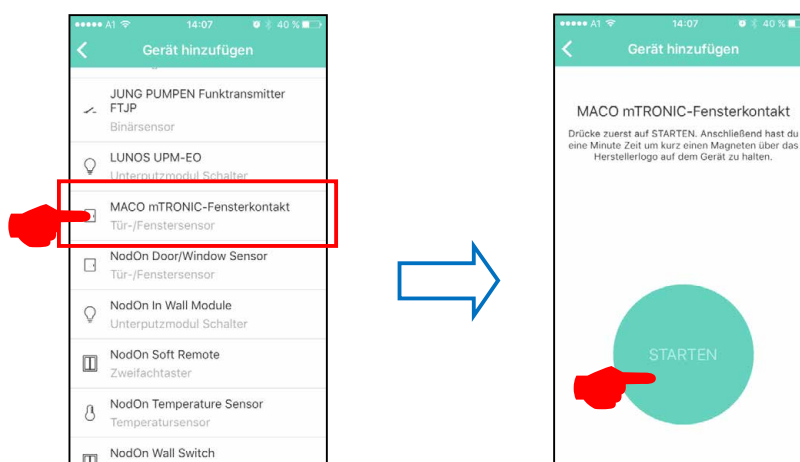 A1 14:07 40 %
Gerät hinzufügen
JUNG PUMPEN Funktransmitter
FTJP
Binärsensor
LUNOS UPM-EO
Unterputzmodul Schalter
MACO mTRONIC-Fensterkontakt
Tür-/Fenstersensor
NodOn Door/Window Sensor
Tür-/Fenstersensor
NodOn In Wall Module
Unterputzmodul Schalter
NodOn Soft Remote
Zweifachtaster
NodOn Temperature Sensor
Temperatursensor
NodOn Wall Switch
A1 14:07 40 %
Gerät hinzufügen
MACO mTRONIC-Fensterkontakt
Drücke zuerst auf STARTEN. Anschließend hast du
eine Minute Zeit um kurz einen Magneten über das
Herstellerlogo auf dem Gerät zu halten.
STARTEN